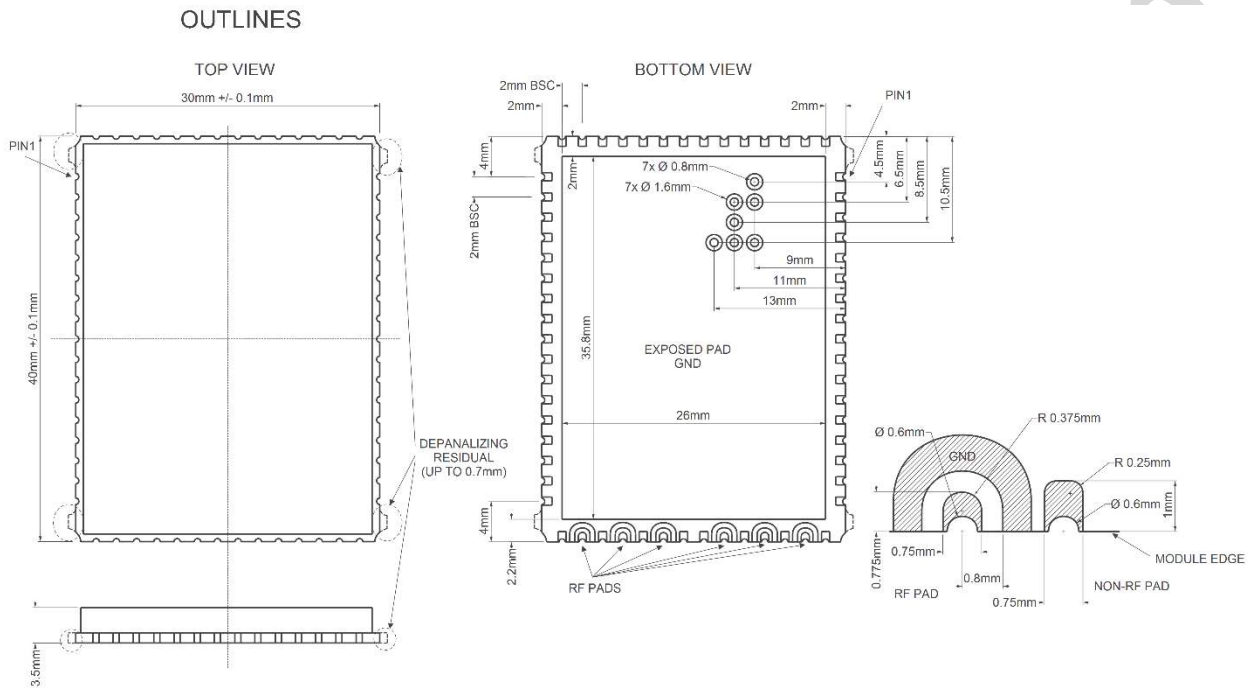 OUTLINES
TOP VIEW
30mm +/- 0.1mm
PIN1
40mm +/- 0.1mm
DEPANALIZING
RESIDUAL
(UP TO 0.7mm)
3.5mm
BOTTOM VIEW
2mm BSC
2mm
2mm
PIN1
4mm
2mm
2mm BSC
7x Ø 0.8mm
7x Ø 1.6mm
4.5mm
6.5mm
8.5mm
10.5mm
9mm
11mm
13mm
35.8mm
EXPOSED PAD
GND
26mm
4mm
2.2mm
RF PADS
R 0.375mm
Ø 0.6mm
GND
R 0.25mm
Ø 0.6mm
1mm
0.775mm
0.75mm
0.8mm
MODULE EDGE
RF PAD
NON-RF PAD
0.75mm